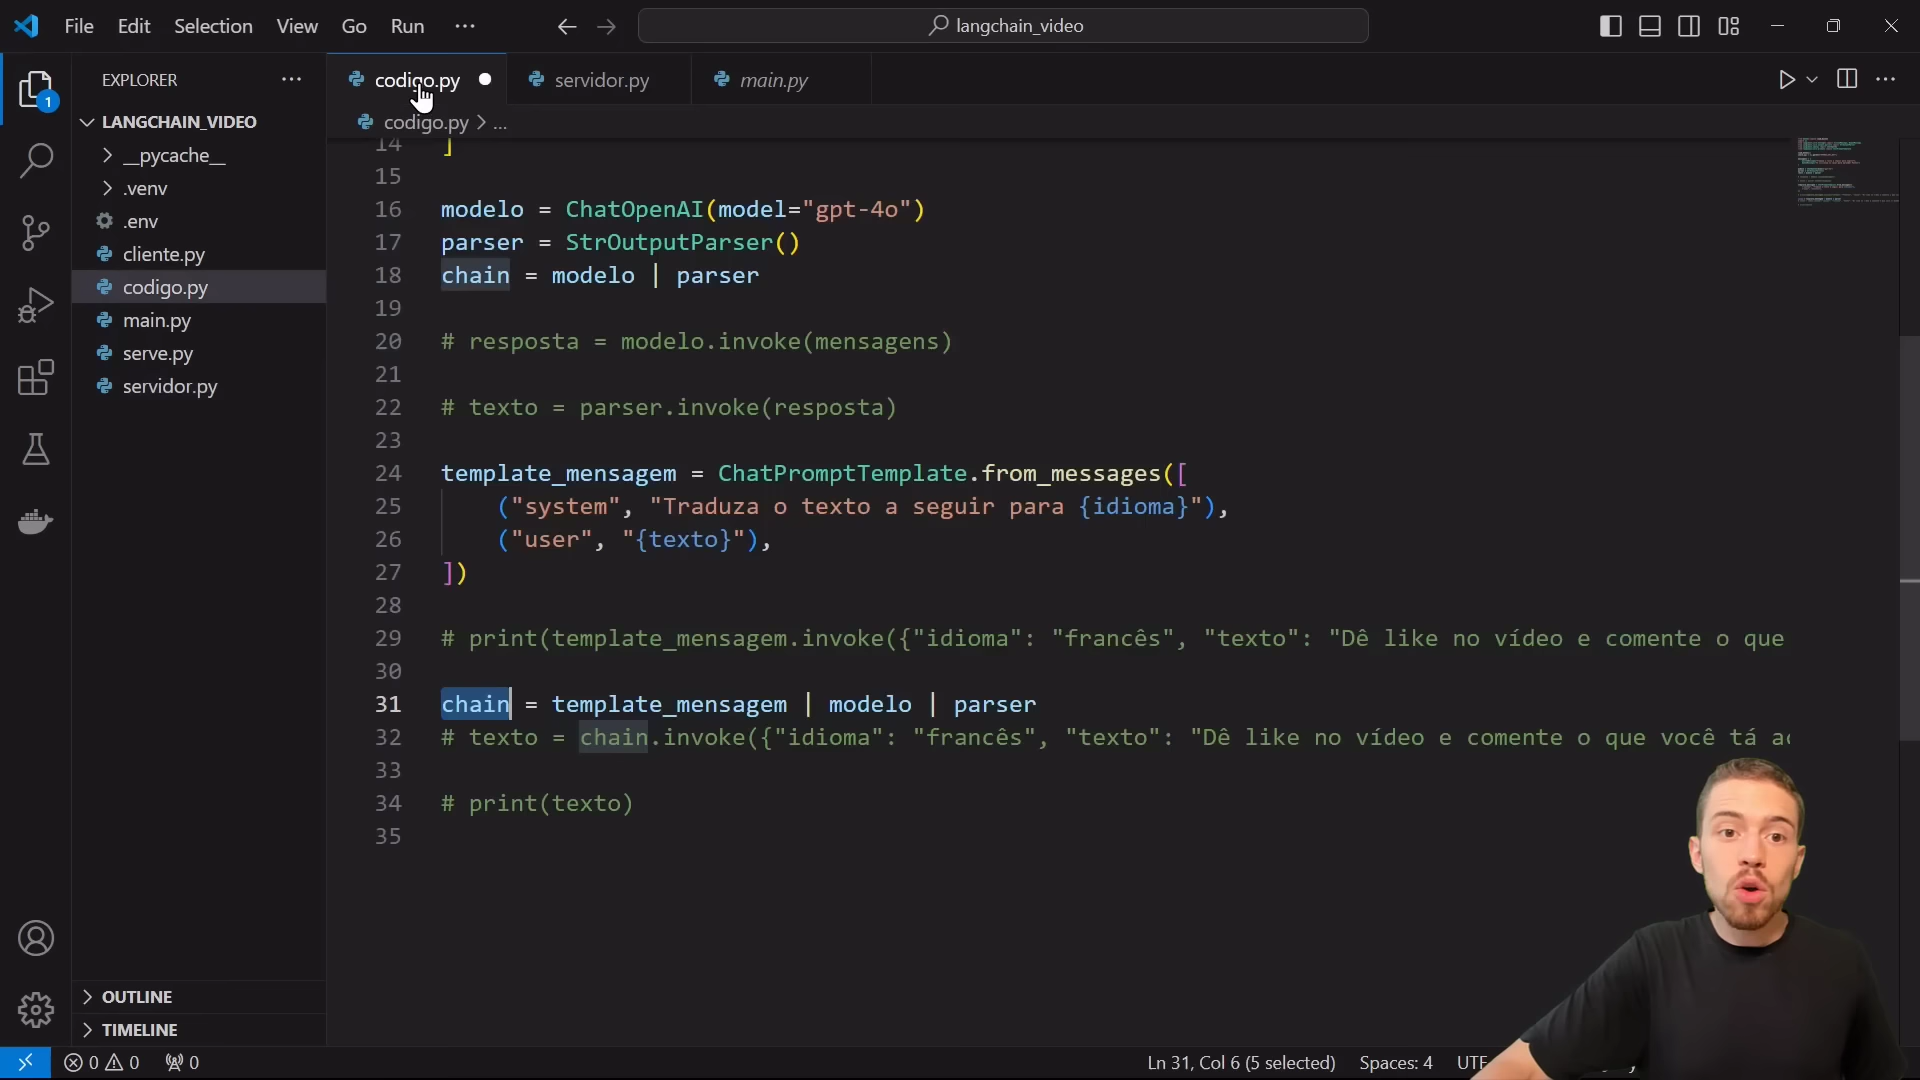 File Edit Selection View Go Run ··· langchain_video
EXPLORER ···
LANGCHAIN_VIDEO
__pycache__
.venv
.env
cliente.py
codigo.py
main.py
serve.py
servidor.py
OUTLINE
TIMELINE
1
codigo.py servidor.py main.py
codigo.py > ...
14 ]
15
16 modelo = ChatOpenAI(model="gpt-4o")
17 parser = StrOutputParser()
18 chain = modelo | parser
19
20 # resposta = modelo.invoke(mensagens)
21
22 # texto = parser.invoke(resposta)
23
24 template_mensagem = ChatPromptTemplate.from_messages([
25 ("system", "Traduza o texto a seguir para {idioma}"),
26 ("user", "{texto}"),
27 ])
28
29 # print(template_mensagem.invoke({"idioma": "francês", "texto": "Dê like no vídeo e comente o que
30
31 chain = template_mensagem | modelo | parser
32 # texto = chain.invoke({"idioma": "francês", "texto": "Dê like no vídeo e comente o que você tá
33
34 # print(texto)
35
0 0 0 Ln 31, Col 6 (5 selected) Spaces: 4